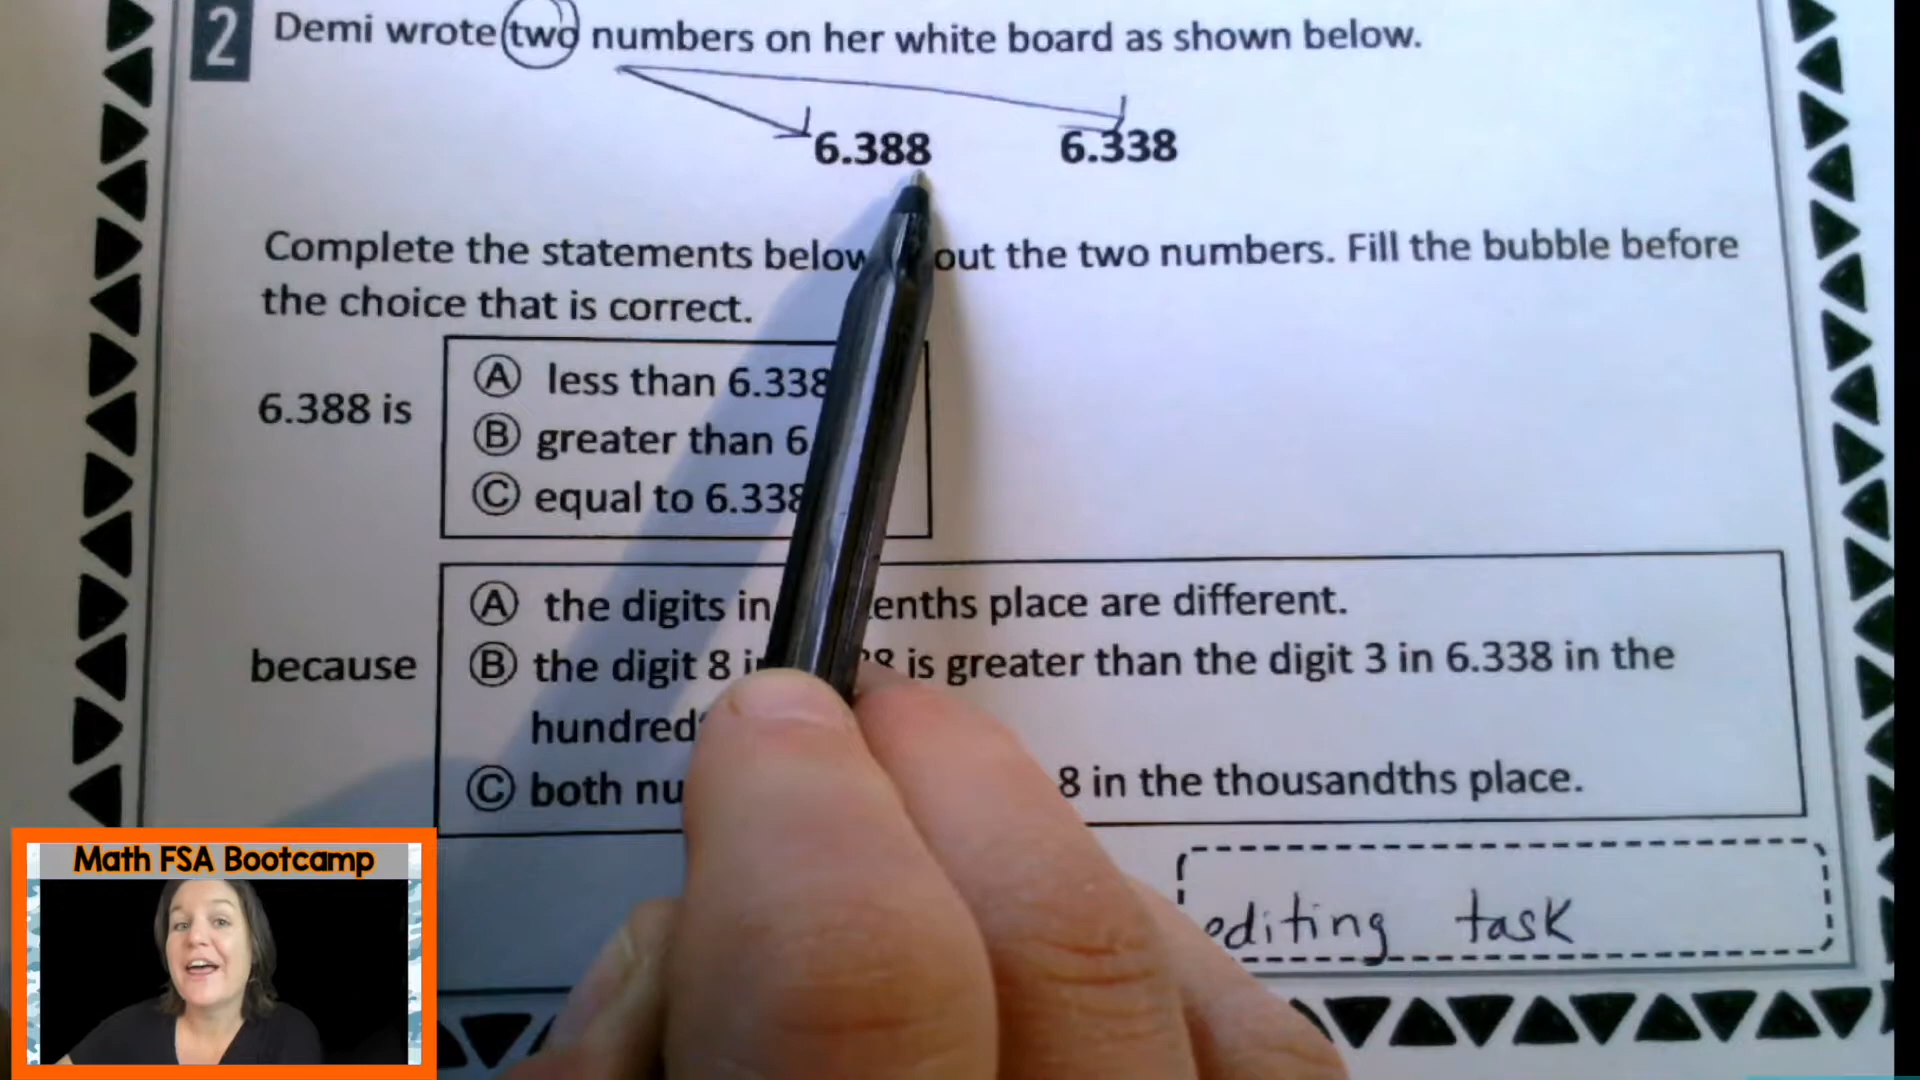 2 Demi wrote two numbers on her white board as shown below.
6.388 6.338
Complete the statements below out the two numbers. Fill the bubble before
the choice that is correct.
6.388 is
A less than 6.338
B greater than 6
C equal to 6.338
because
A the digits in enths place are different.
B the digit 8 is greater than the digit 3 in 6.338 in the
hundred
C both nu 8 in the thousandths place.
editing task
Math FSA Bootcamp